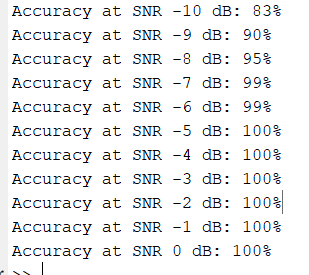 Accuracy at SNR -10 dB: 83%
Accuracy at SNR -9 dB: 90%
Accuracy at SNR -8 dB: 95%
Accuracy at SNR -7 dB: 99%
Accuracy at SNR -6 dB: 99%
Accuracy at SNR -5 dB: 100%
Accuracy at SNR -4 dB: 100%
Accuracy at SNR -3 dB: 100%
Accuracy at SNR -2 dB: 100%
Accuracy at SNR -1 dB: 100%
Accuracy at SNR 0 dB: 100%
>>